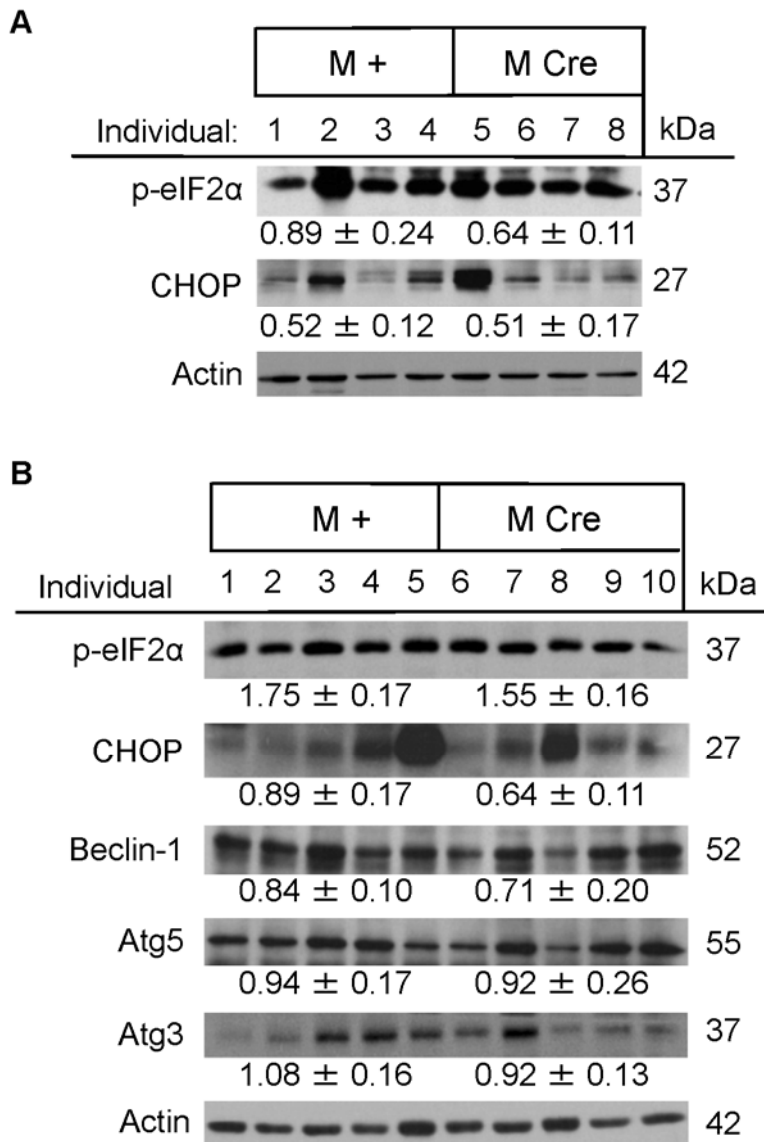 A
M + M Cre
Individual: 1 2 3 4 5 6 7 8 kDa
p-eIF2α 37
0.89 ± 0.24 0.64 ± 0.11
CHOP 27
0.52 ± 0.12 0.51 ± 0.17
Actin 42
B
M + M Cre
Individual 1 2 3 4 5 6 7 8 9 10 kDa
p-eIF2α 37
1.75 ± 0.17 1.55 ± 0.16
CHOP 27
0.89 ± 0.17 0.64 ± 0.11
Beclin-1 52
0.84 ± 0.10 0.71 ± 0.20
Atg5 55
0.94 ± 0.17 0.92 ± 0.26
Atg3 37
1.08 ± 0.16 0.92 ± 0.13
Actin 42